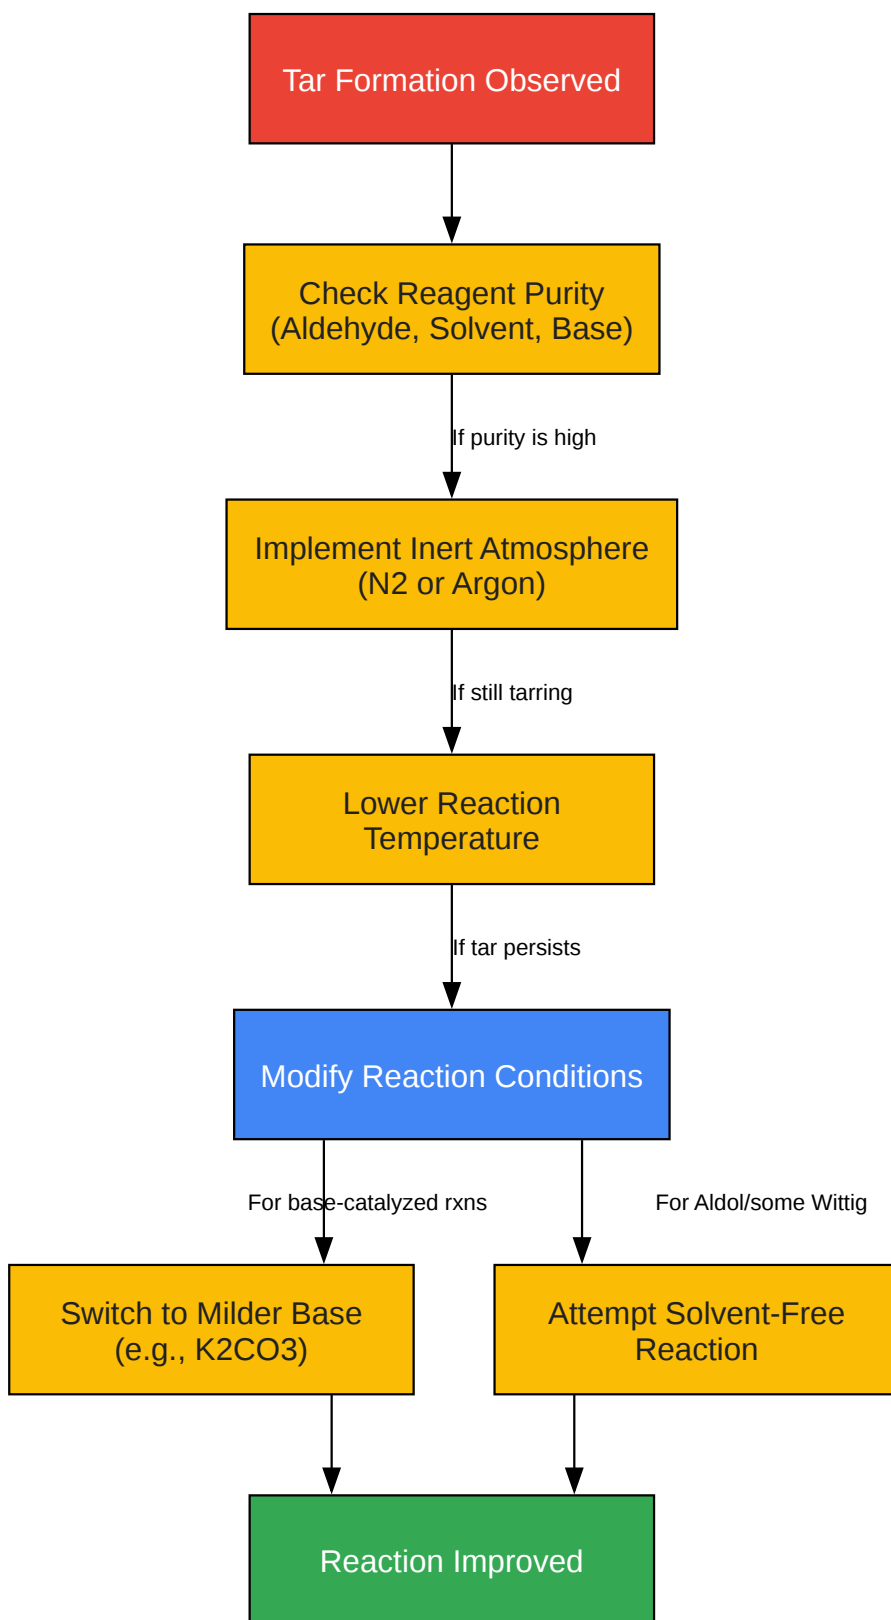 Tar Formation Observed
Check Reagent Purity
(Aldehyde, Solvent, Base)
If purity is high
Implement Inert Atmosphere
(N2 or Argon)
If still tarring
Lower Reaction
Temperature
If tar persists
Modify Reaction Conditions
For base-catalyzed rxns
For Aldol/some Wittig
Switch to Milder Base
(e.g., K2CO3)
Attempt Solvent-Free
Reaction
Reaction Improved